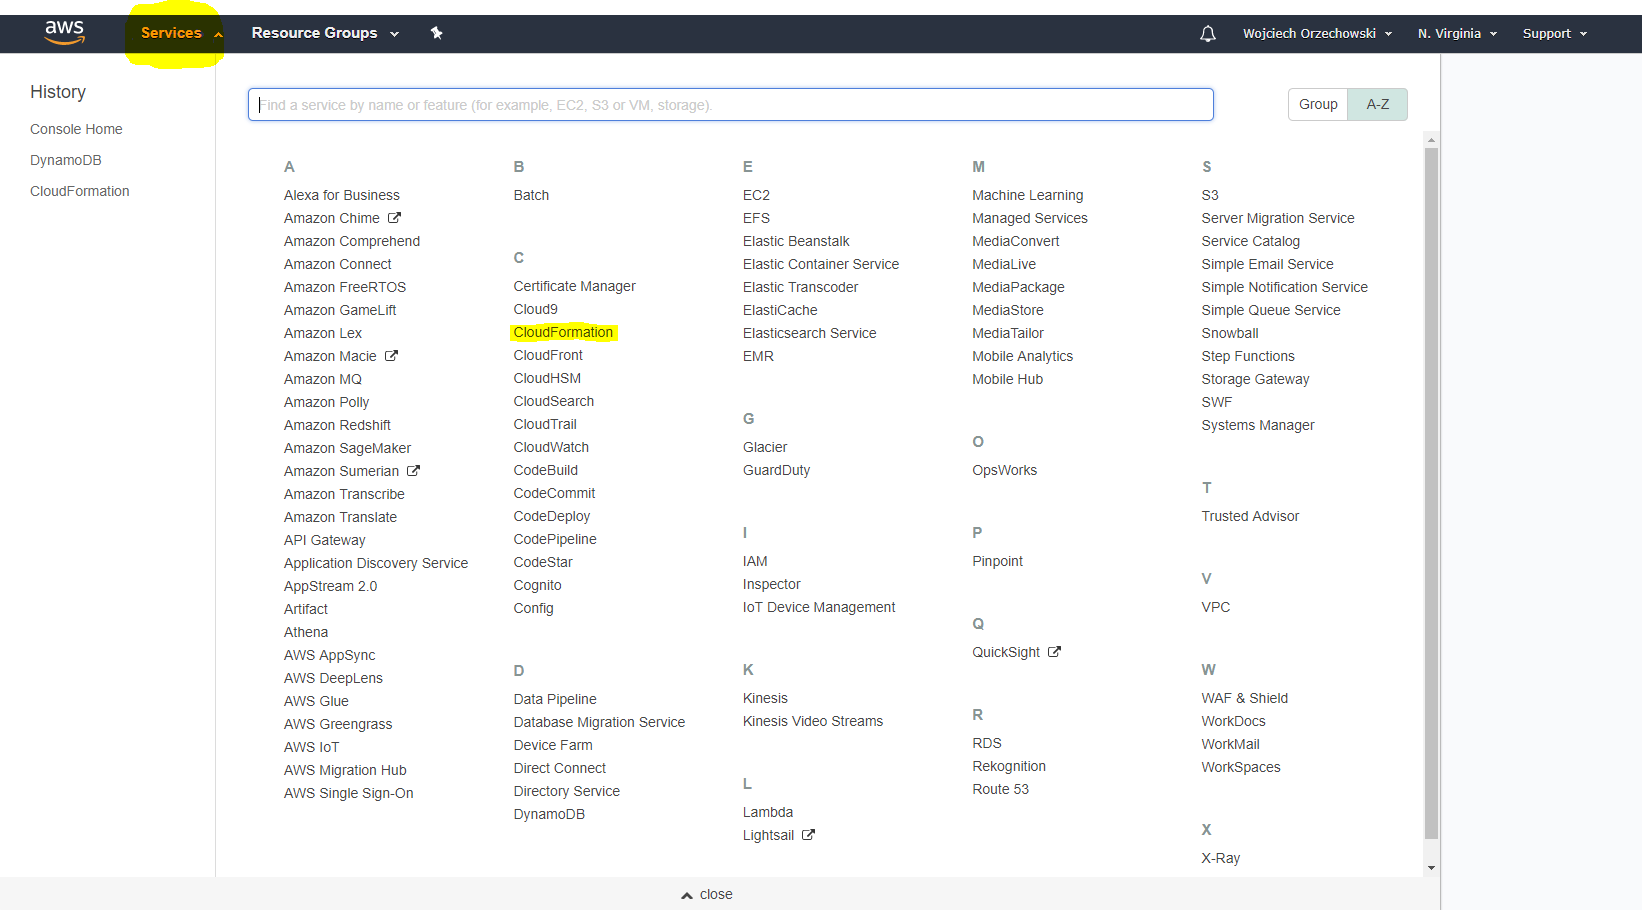 aws Services Resource Groups Wojciech Orzechowski N. Virginia Support
History
Console Home
DynamoDB
CloudFormation
Find a service by name or feature (for example, EC2, S3 or VM, storage).
Group A-Z
A
Alexa for Business
Amazon Chime
Amazon Comprehend
Amazon Connect
Amazon FreeRTOS
Amazon GameLift
Amazon Lex
Amazon Macie
Amazon MQ
Amazon Polly
Amazon Redshift
Amazon SageMaker
Amazon Sumerian
Amazon Transcribe
Amazon Translate
API Gateway
Application Discovery Service
AppStream 2.0
Artifact
Athena
AWS AppSync
AWS DeepLens
AWS Glue
AWS Greengrass
AWS IoT
AWS Migration Hub
AWS Single Sign-On
B
Batch
C
Certificate Manager
Cloud9
CloudFormation
CloudFront
CloudHSM
CloudSearch
CloudTrail
CloudWatch
CodeBuild
CodeCommit
CodeDeploy
CodePipeline
CodeStar
Cognito
Config
D
Data Pipeline
Database Migration Service
Device Farm
Direct Connect
Directory Service
DynamoDB
E
EC2
EFS
Elastic Beanstalk
Elastic Container Service
Elastic Transcoder
ElastiCache
Elasticsearch Service
EMR
G
Glacier
GuardDuty
I
IAM
Inspector
IoT Device Management
K
Kinesis
Kinesis Video Streams
L
Lambda
Lightsail
M
Machine Learning
Managed Services
MediaConvert
MediaLive
MediaPackage
MediaStore
MediaTailor
Mobile Analytics
Mobile Hub
O
OpsWorks
P
Pinpoint
Q
QuickSight
R
RDS
Rekognition
Route 53
S
S3
Server Migration Service
Service Catalog
Simple Email Service
Simple Notification Service
Simple Queue Service
Snowball
Step Functions
Storage Gateway
SWF
Systems Manager
T
Trusted Advisor
V
VPC
W
WAF & Shield
WorkDocs
WorkMail
WorkSpaces
X
X-Ray
close